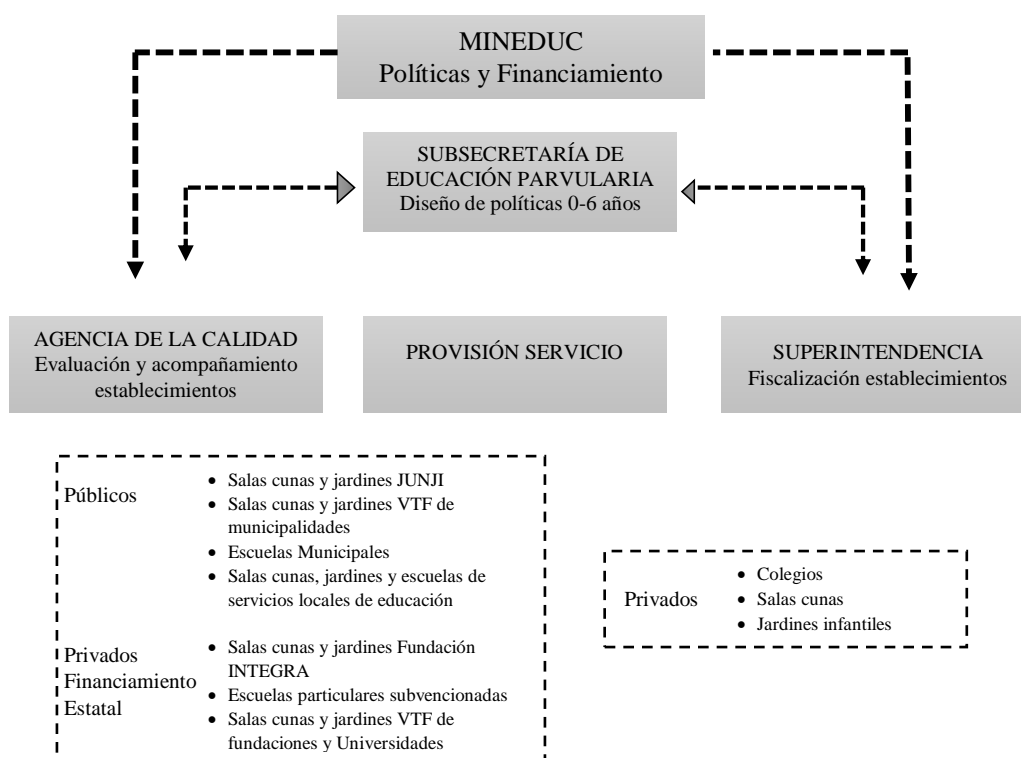 MINEDUC
Políticas y Financiamiento
SUBSECRETARÍA DE
EDUCACIÓN PARVULARIA
Diseño de políticas 0-6 años
AGENCIA DE LA CALIDAD
Evaluación y acompañamiento
establecimientos
PROVISIÓN SERVICIO
SUPERINTENDENCIA
Fiscalización establecimientos
Públicos
• Salas cunas y jardines JUNJI
• Salas cunas y jardines VTF de
municipalidades
• Escuelas Municipales
• Salas cunas, jardines y escuelas de
servicios locales de educación
Privados
Financiamiento
Estatal
• Salas cunas y jardines Fundación
INTEGRA
• Escuelas particulares subvencionadas
• Salas cunas y jardines VTF de
fundaciones y Universidades
Privados
• Colegios
• Salas cunas
• Jardines infantiles